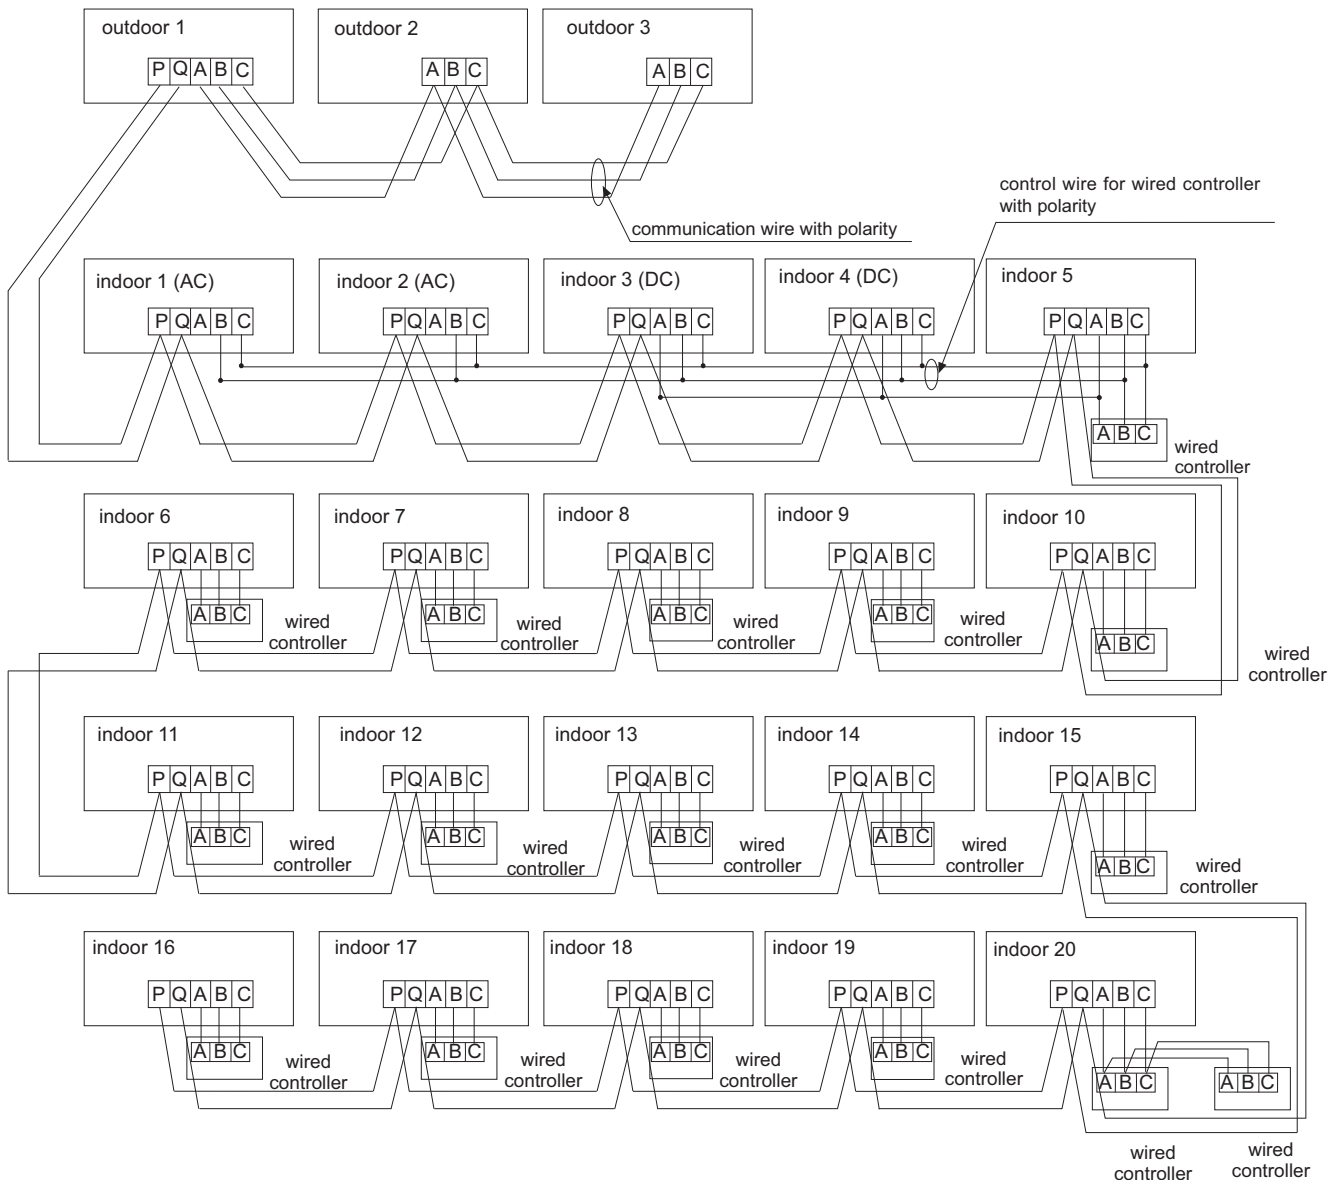 outdoor 1
outdoor 2
outdoor 3
P Q A B C
A B C
A B C
control wire for wired controller
with polarity
communication wire with polarity
indoor 1 (AC)
indoor 2 (AC)
indoor 3 (DC)
indoor 4 (DC)
indoor 5
P Q A B C
P Q A B C
P Q A B C
P Q A B C
P Q A B C
A B C
wired
controller
indoor 6
indoor 7
indoor 8
indoor 9
indoor 10
P Q A B C
P Q A B C
P Q A B C
P Q A B C
P Q A B C
A B C
wired
controller
A B C
wired
controller
A B C
wired
controller
A B C
wired
controller
A B C
wired
controller
indoor 11
indoor 12
indoor 13
indoor 14
indoor 15
P Q A B C
P Q A B C
P Q A B C
P Q A B C
P Q A B C
A B C
wired
controller
A B C
wired
controller
A B C
wired
controller
A B C
wired
controller
A B C
wired
controller
indoor 16
indoor 17
indoor 18
indoor 19
indoor 20
P Q A B C
P Q A B C
P Q A B C
P Q A B C
P Q A B C
A B C
wired
controller
A B C
wired
controller
A B C
wired
controller
A B C
wired
controller
A B C
A B C
wired
controller
wired
controller